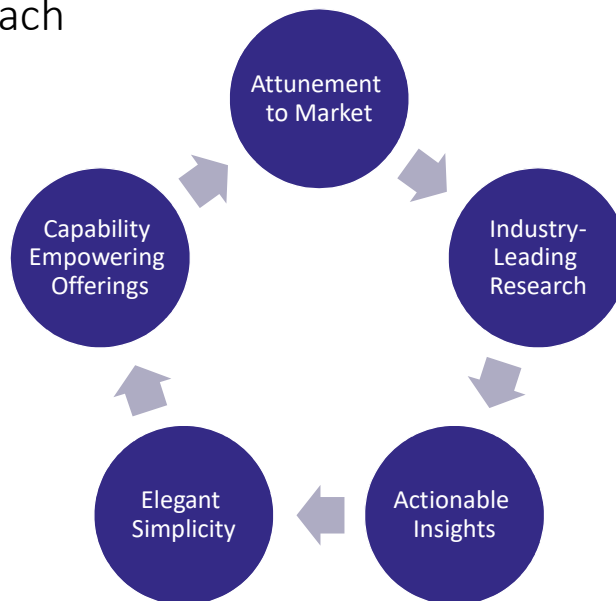 ach
Attunement
to Market
Industry-
Leading
Research
Actionable
Insights
Elegant
Simplicity
Capability
Empowering
Offerings